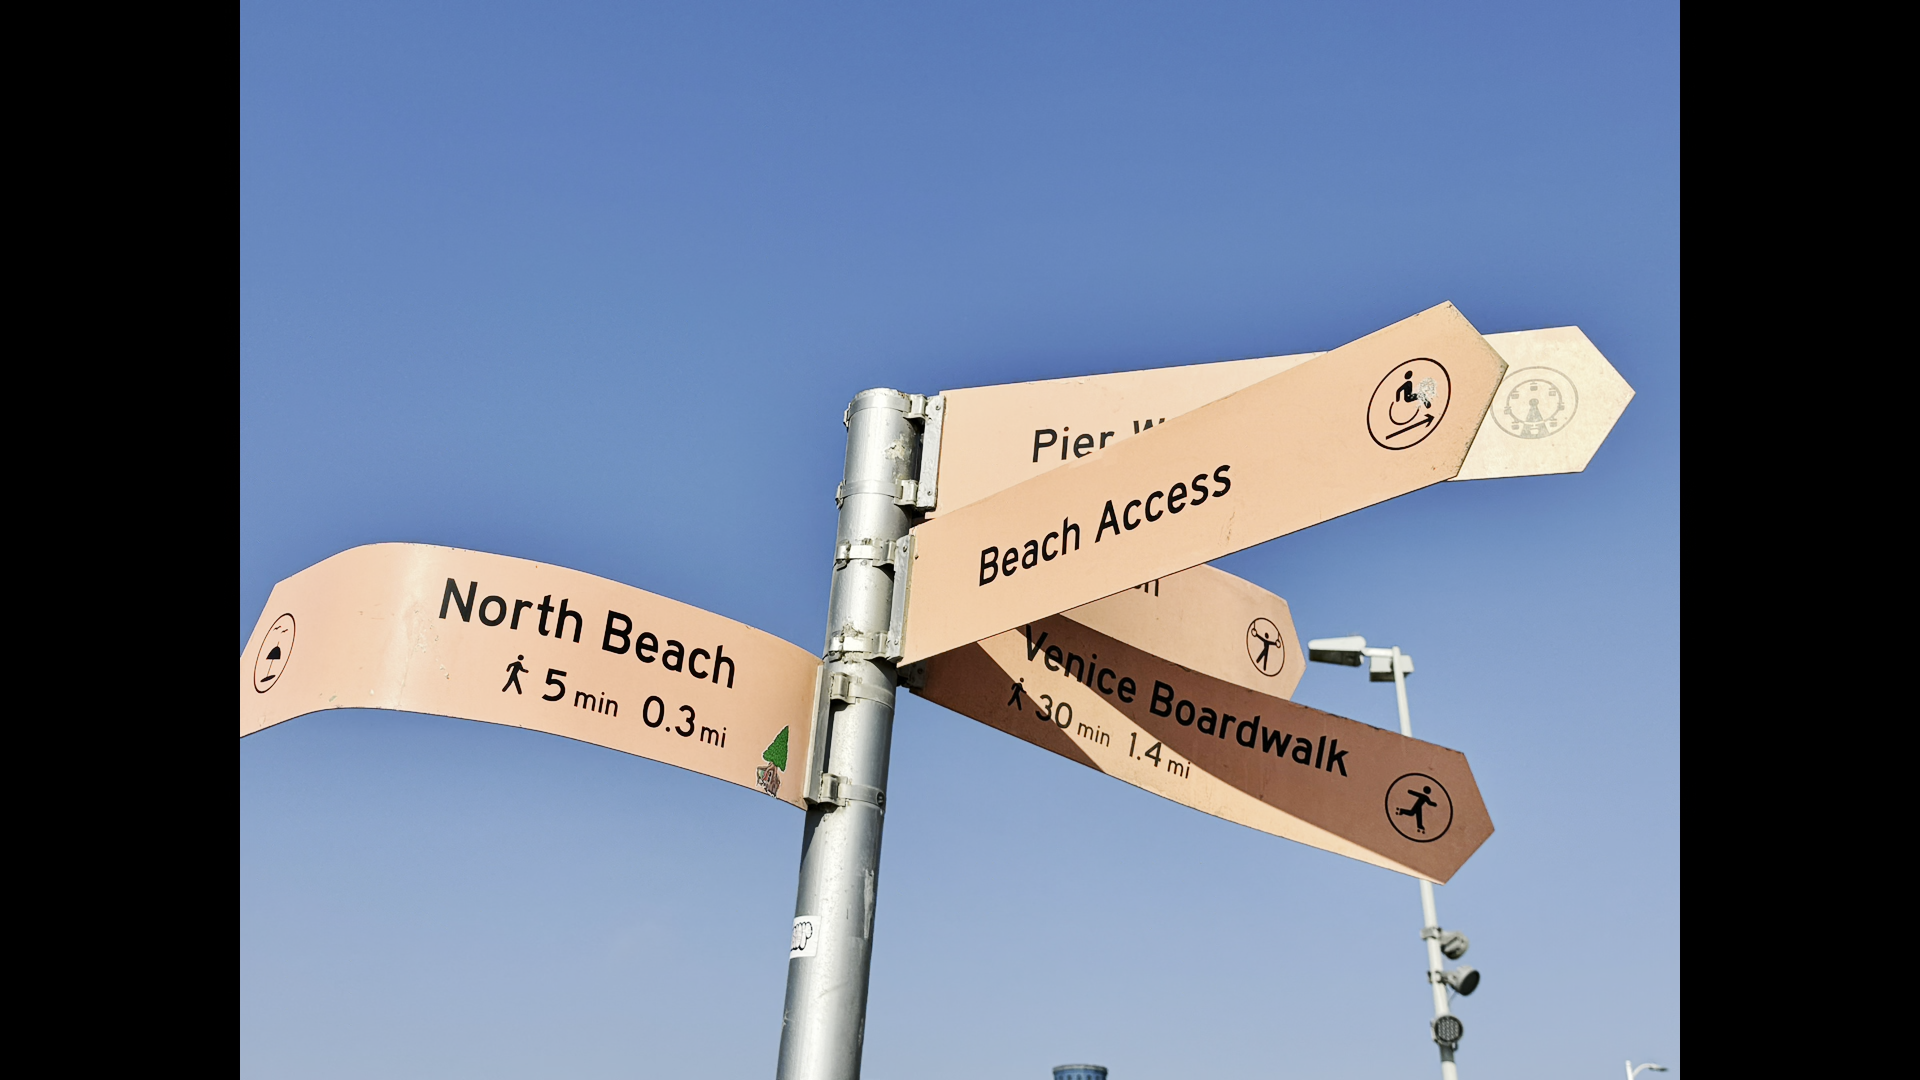 Pier
Beach Access
North Beach
5 min 0.3 mi
Venice Boardwalk
30 min 1.4 mi